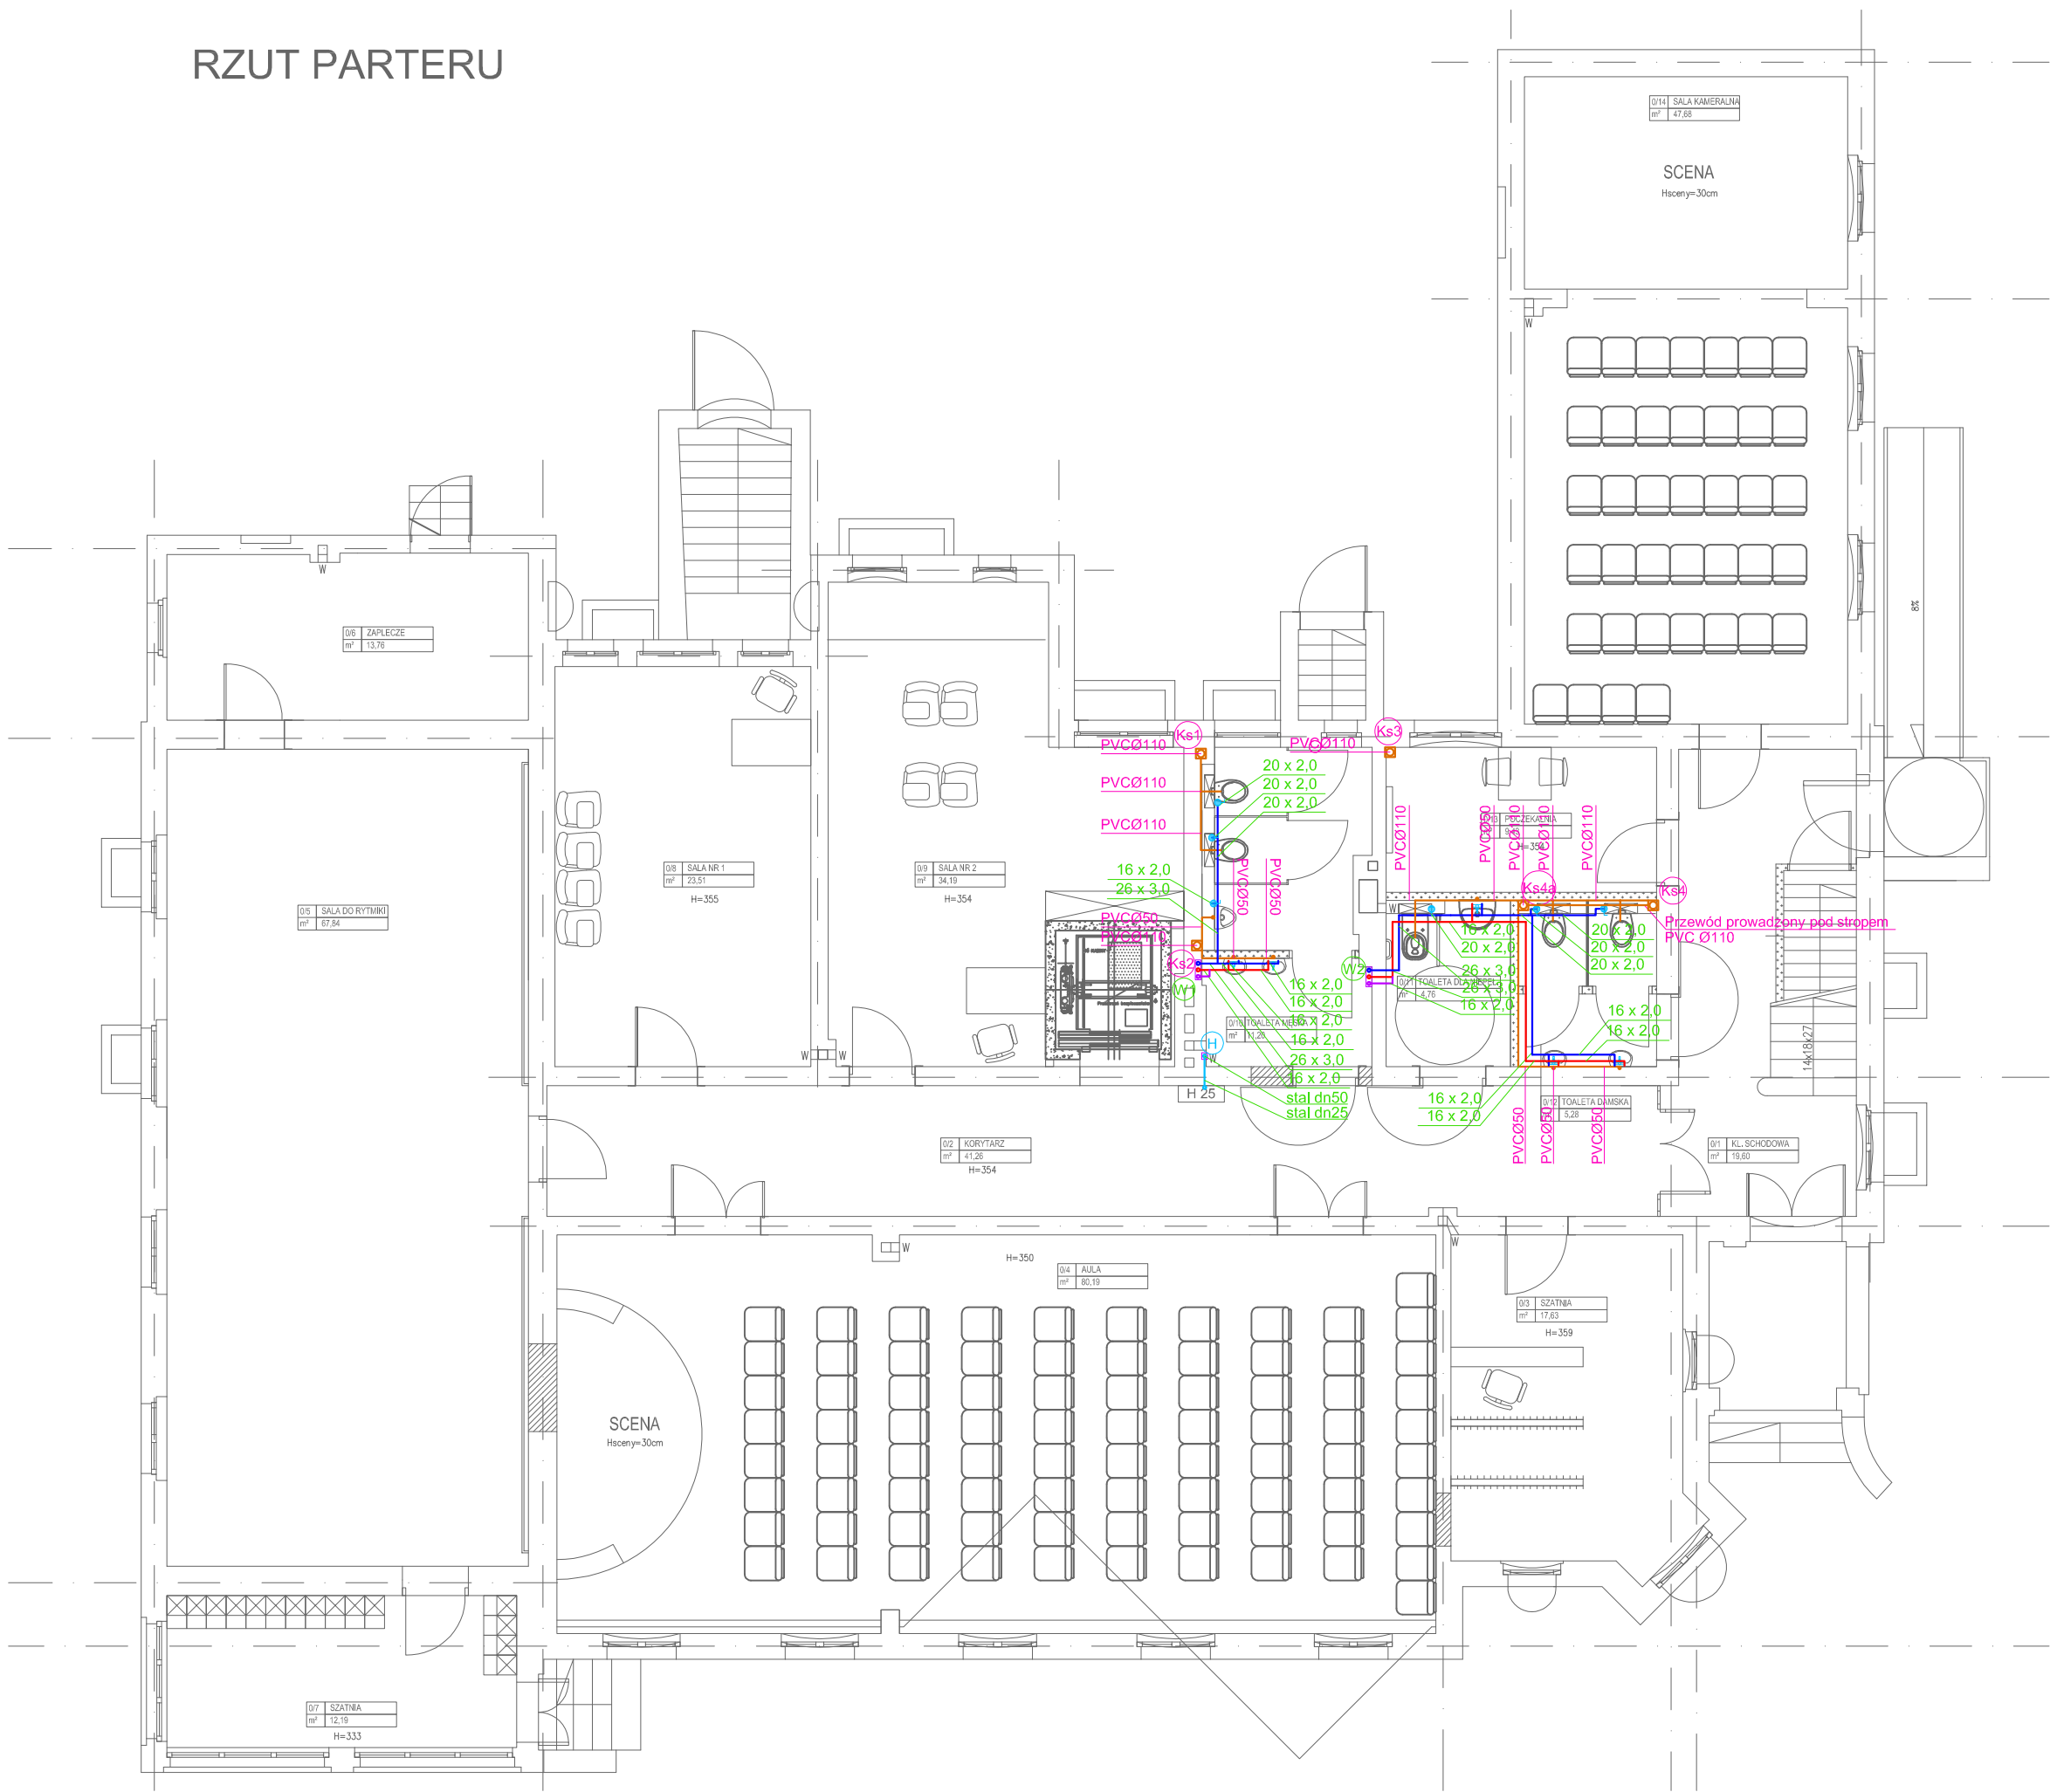 RZUT PARTERU
0/14 SALA KAMERALNA
m² 47,68
SCENA
Hsceny=30cm
W
8%
W
0/6 ZAPLECZE
m² 13,76
Ks1
Ks3
PVCØ110
PVCØ110
20 x 2,0
PVCØ110
20 x 2,0
20 x 2,0
PVCØ110
PVCØ110
PVCØ50
PVCØ110
PVCØ110
PVCØ110
POCZEKALNIA
0/8 SALA NR 1
m² 23,51
H=355
0/9 SALA NR 2
m² 34,19
H=354
16 x 2,0
26 x 3,0
PVCØ50
PVCØ50
PVCØ50
PVCØ110
Ks4a
Ks4
W
Przewód prowadzony pod stropem
PVC Ø110
0/5 SALA DO RYTMIKI
m² 67,84
16 x 2,0
20 x 2,0
26 x 3,0
26 x 3,0
16 x 2,0
20 x 2,0
20 x 2,0
20 x 2,0
Ks2
W1
W2
0/11
m² 4,76
16 x 2,0
16 x 2,0
16 x 2,0
16 x 2,0
26 x 3,0
16 x 2,0
stal dn50
stal dn25
0/10 TOALETA MĘSKA
m² 11,20
H
W
H 25
W
W
16 x 2,0
16 x 2,0
14x18x27
16 x 2,0
16 x 2,0
0/12 TOALETA DAMSKA
5,28
PVCØ50
PVCØ50
PVCØ50
0/2 KORYTARZ
m² 41,26
H=354
0/1 KL. SCHODOWA
m² 19,60
W
H=350
W
0/4 AULA
m² 80,19
0/3 SZATNIA
m² 17,63
H=359
SCENA
Hsceny=30cm
0/7 SZATNIA
m² 12,19
H=333